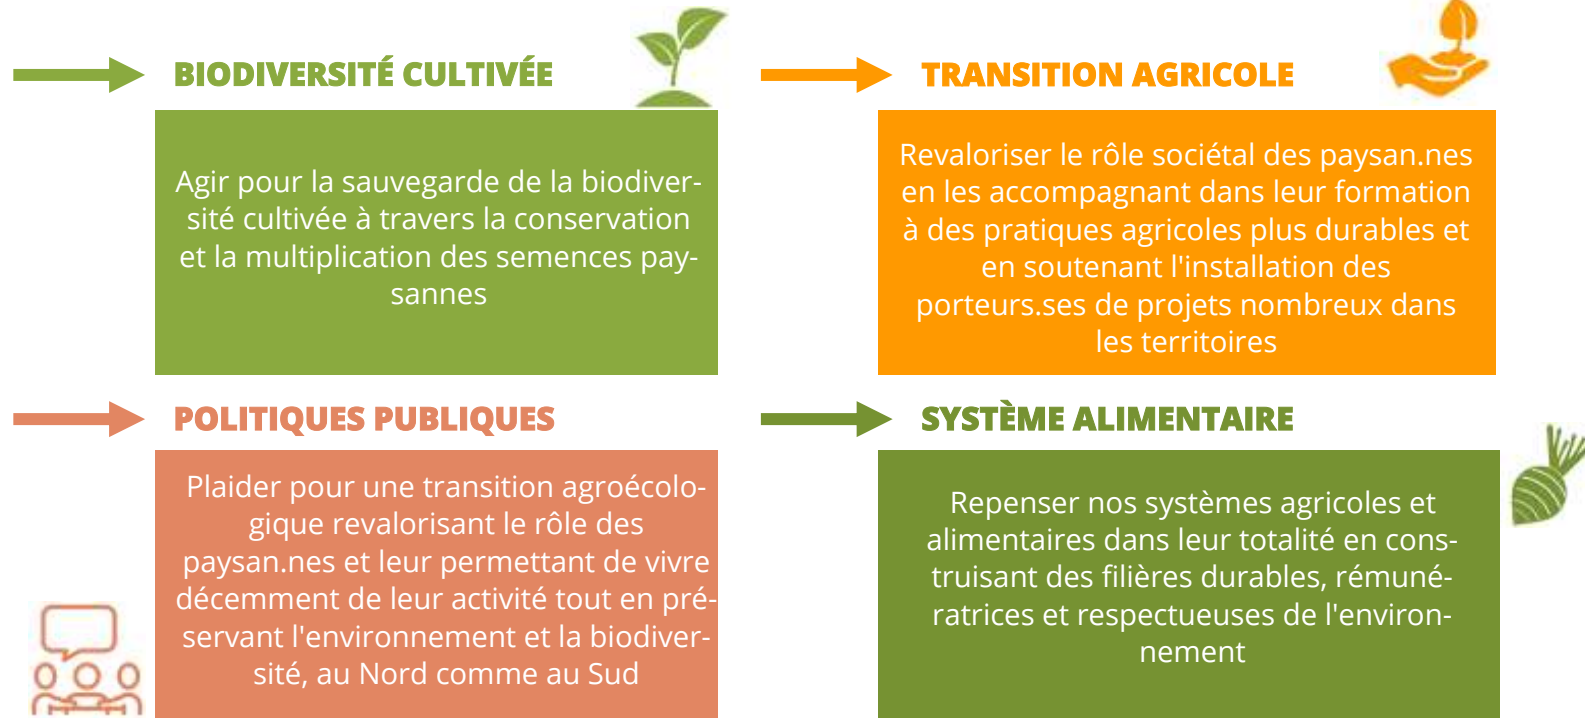 BIODIVERSITÉ CULTIVÉE
Agir pour la sauvegarde de la biodiver-
sité cultivée à travers la conservation
et la multiplication des semences pay-
sannes
TRANSITION AGRICOLE
Revaloriser le rôle sociétal des paysan.nes
en les accompagnant dans leur formation
à des pratiques agricoles plus durables et
en soutenant l'installation des
porteurs.ses de projets nombreux dans
les territoires
POLITIQUES PUBLIQUES
Plaider pour une transition agroécolo-
gique revalorisant le rôle des
paysan.nes et leur permettant de vivre
décemment de leur activité tout en pré-
servant l'environnement et la biodiver-
sité, au Nord comme au Sud
SYSTÈME ALIMENTAIRE
Repenser nos systèmes agricoles et
alimentaires dans leur totalité en cons-
truisant des filières durables, rémuné-
ratrices et respectueuses de l'environ-
nement